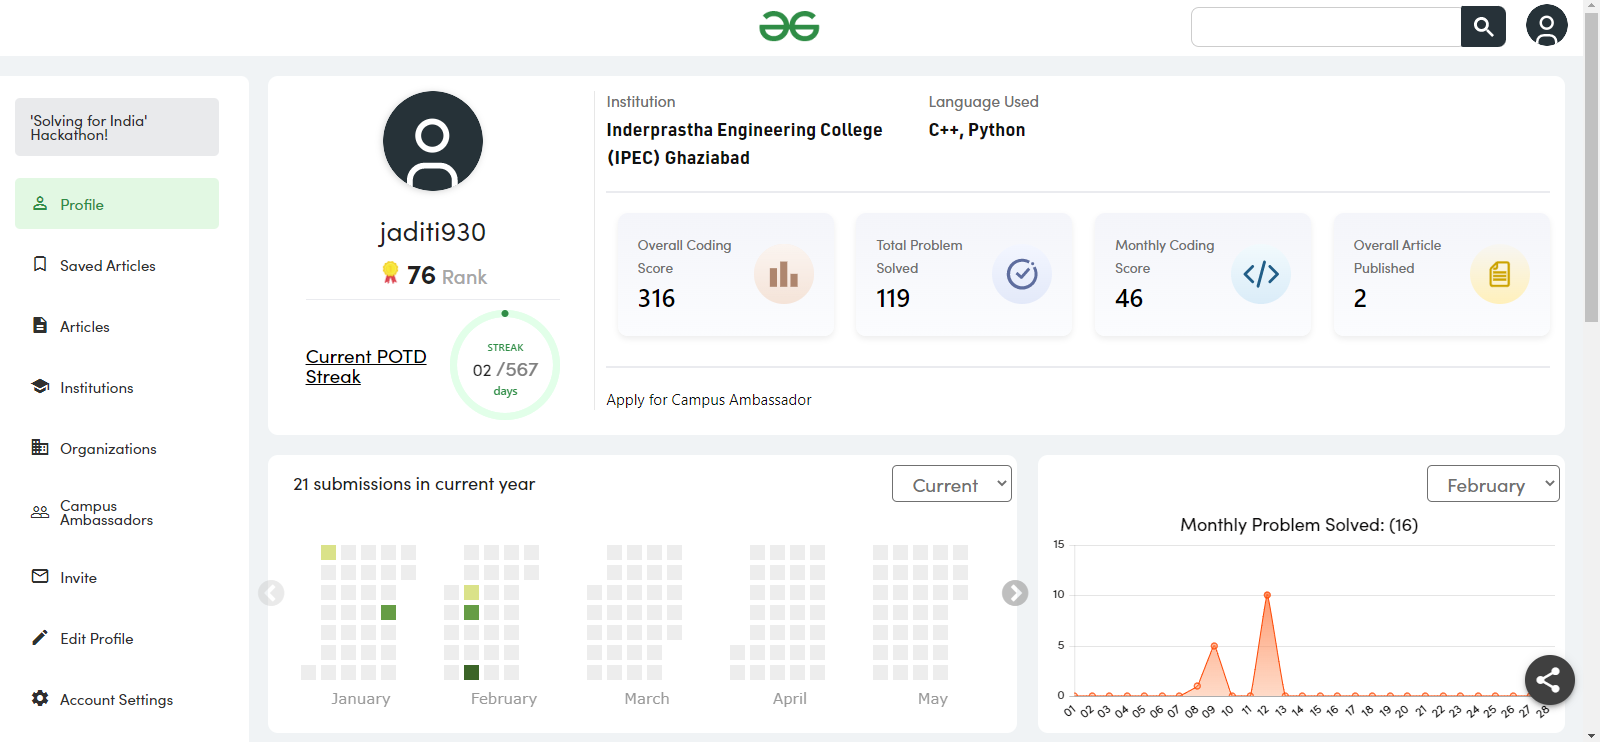 'Solving for India'
Hackathon!
Profile
Saved Articles
Articles
Institutions
Organizations
Campus
Ambassadors
Invite
Edit Profile
Account Settings
jaditi930
76 Rank
Current POTD
Streak
STREAK
02 /567
days
Institution
Inderprastha Engineering College
(IPEC) Ghaziabad
Language Used
C++, Python
Overall Coding
Score
316
Total Problem
Solved
119
Monthly Coding
Score
46
Overall Article
Published
2
Apply for Campus Ambassador
21 submissions in current year
Current
January February March April May
February
Monthly Problem Solved: (16)
15
10
5
0
01 02 03 04 05 06 07 08 09 10 11 12 13 14 15 16 17 18 19 20 21 22 23 24 25 26 27 28